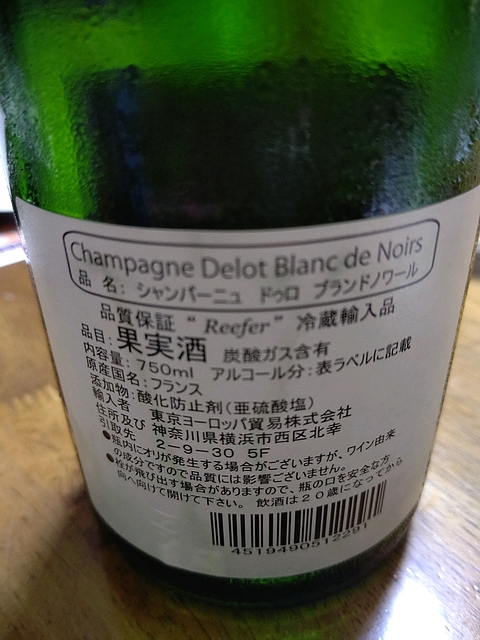 Champagne Delot Blanc de Noirs
品 名: シャンパーニュ ドゥロ ブランドノワール
品質保証 “ Reefer ” 冷蔵輸入品
品目: 果実酒 炭酸ガス含有
内容量: 750ml アルコール分: 表ラベルに記載
原産国名: フランス
添加物: 酸化防止剤(亜硫酸塩)
輸入者 東京ヨーロッパ貿易株式会社
住所及び 神奈川県横浜市西区北幸
引取先 2-9-30 5F
●瓶内にオリが発生する場合がございますが、ワイン由来
の成分ですので品質には影響ございません。
●栓が飛び出す場合がありますので、瓶の口を安全な方
向へ向けて開けて下さい。 飲酒は20歳になってから
4519490512291